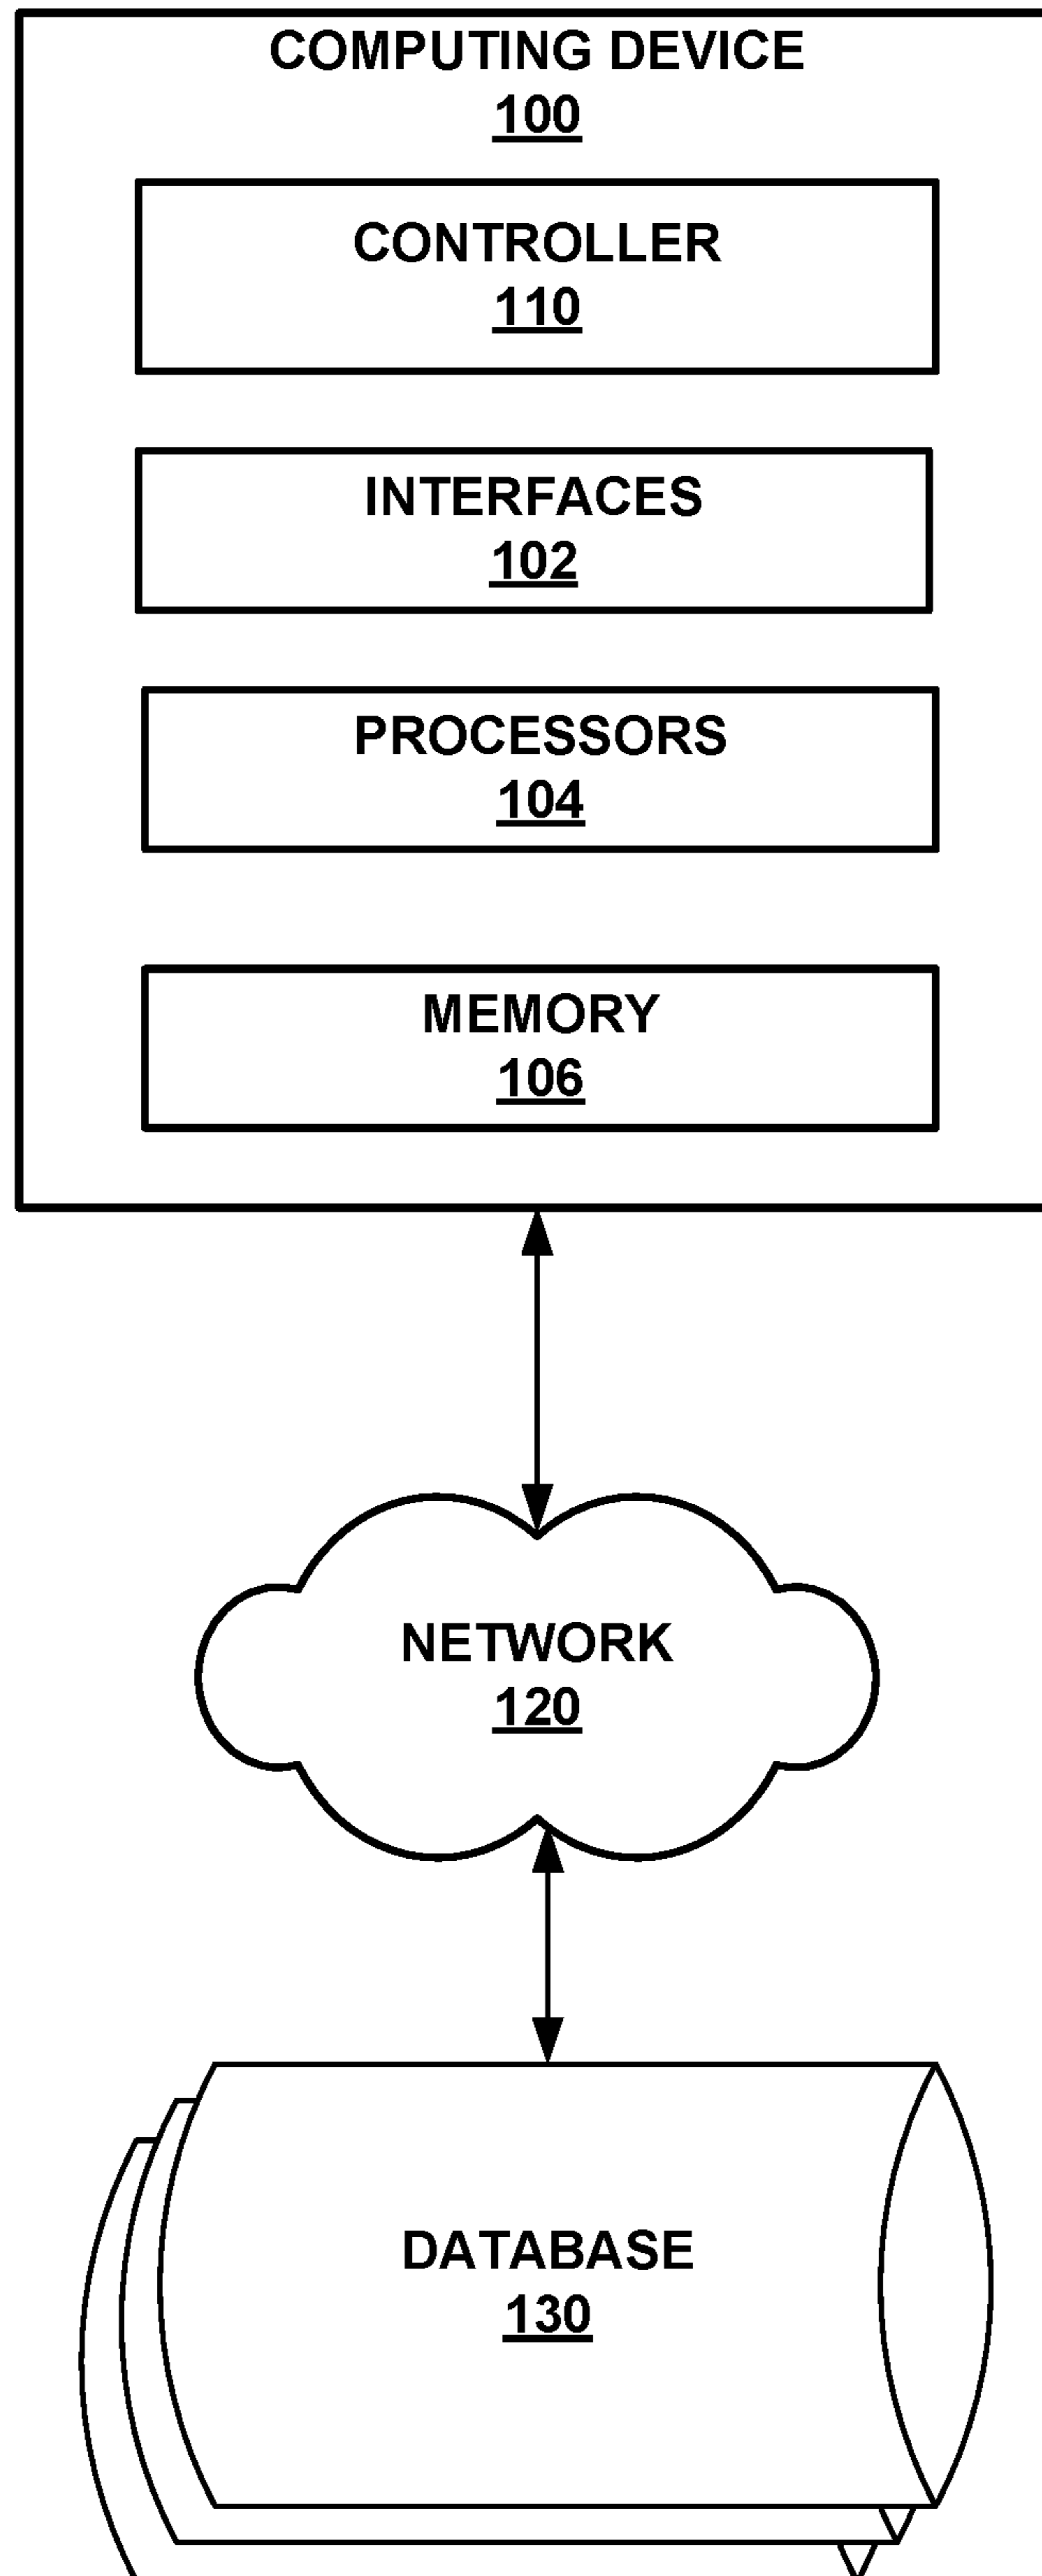 COMPUTING DEVICE
100
CONTROLLER
110
INTERFACES
102
PROCESSORS
104
MEMORY
106
NETWORK
120
DATABASE
130